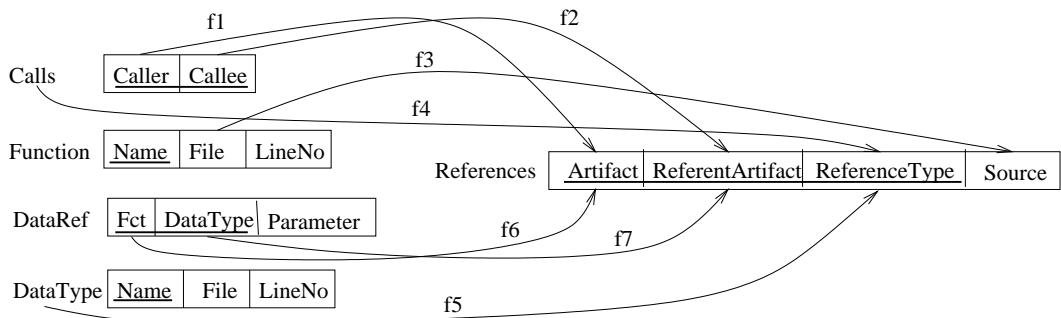 f1
f2
Calls Caller Callee
f3
f4
Function Name File LineNo
References Artifact ReferentArtifact ReferenceType Source
DataRef Fct DataType Parameter
f6
f7
DataType Name File LineNo
f5